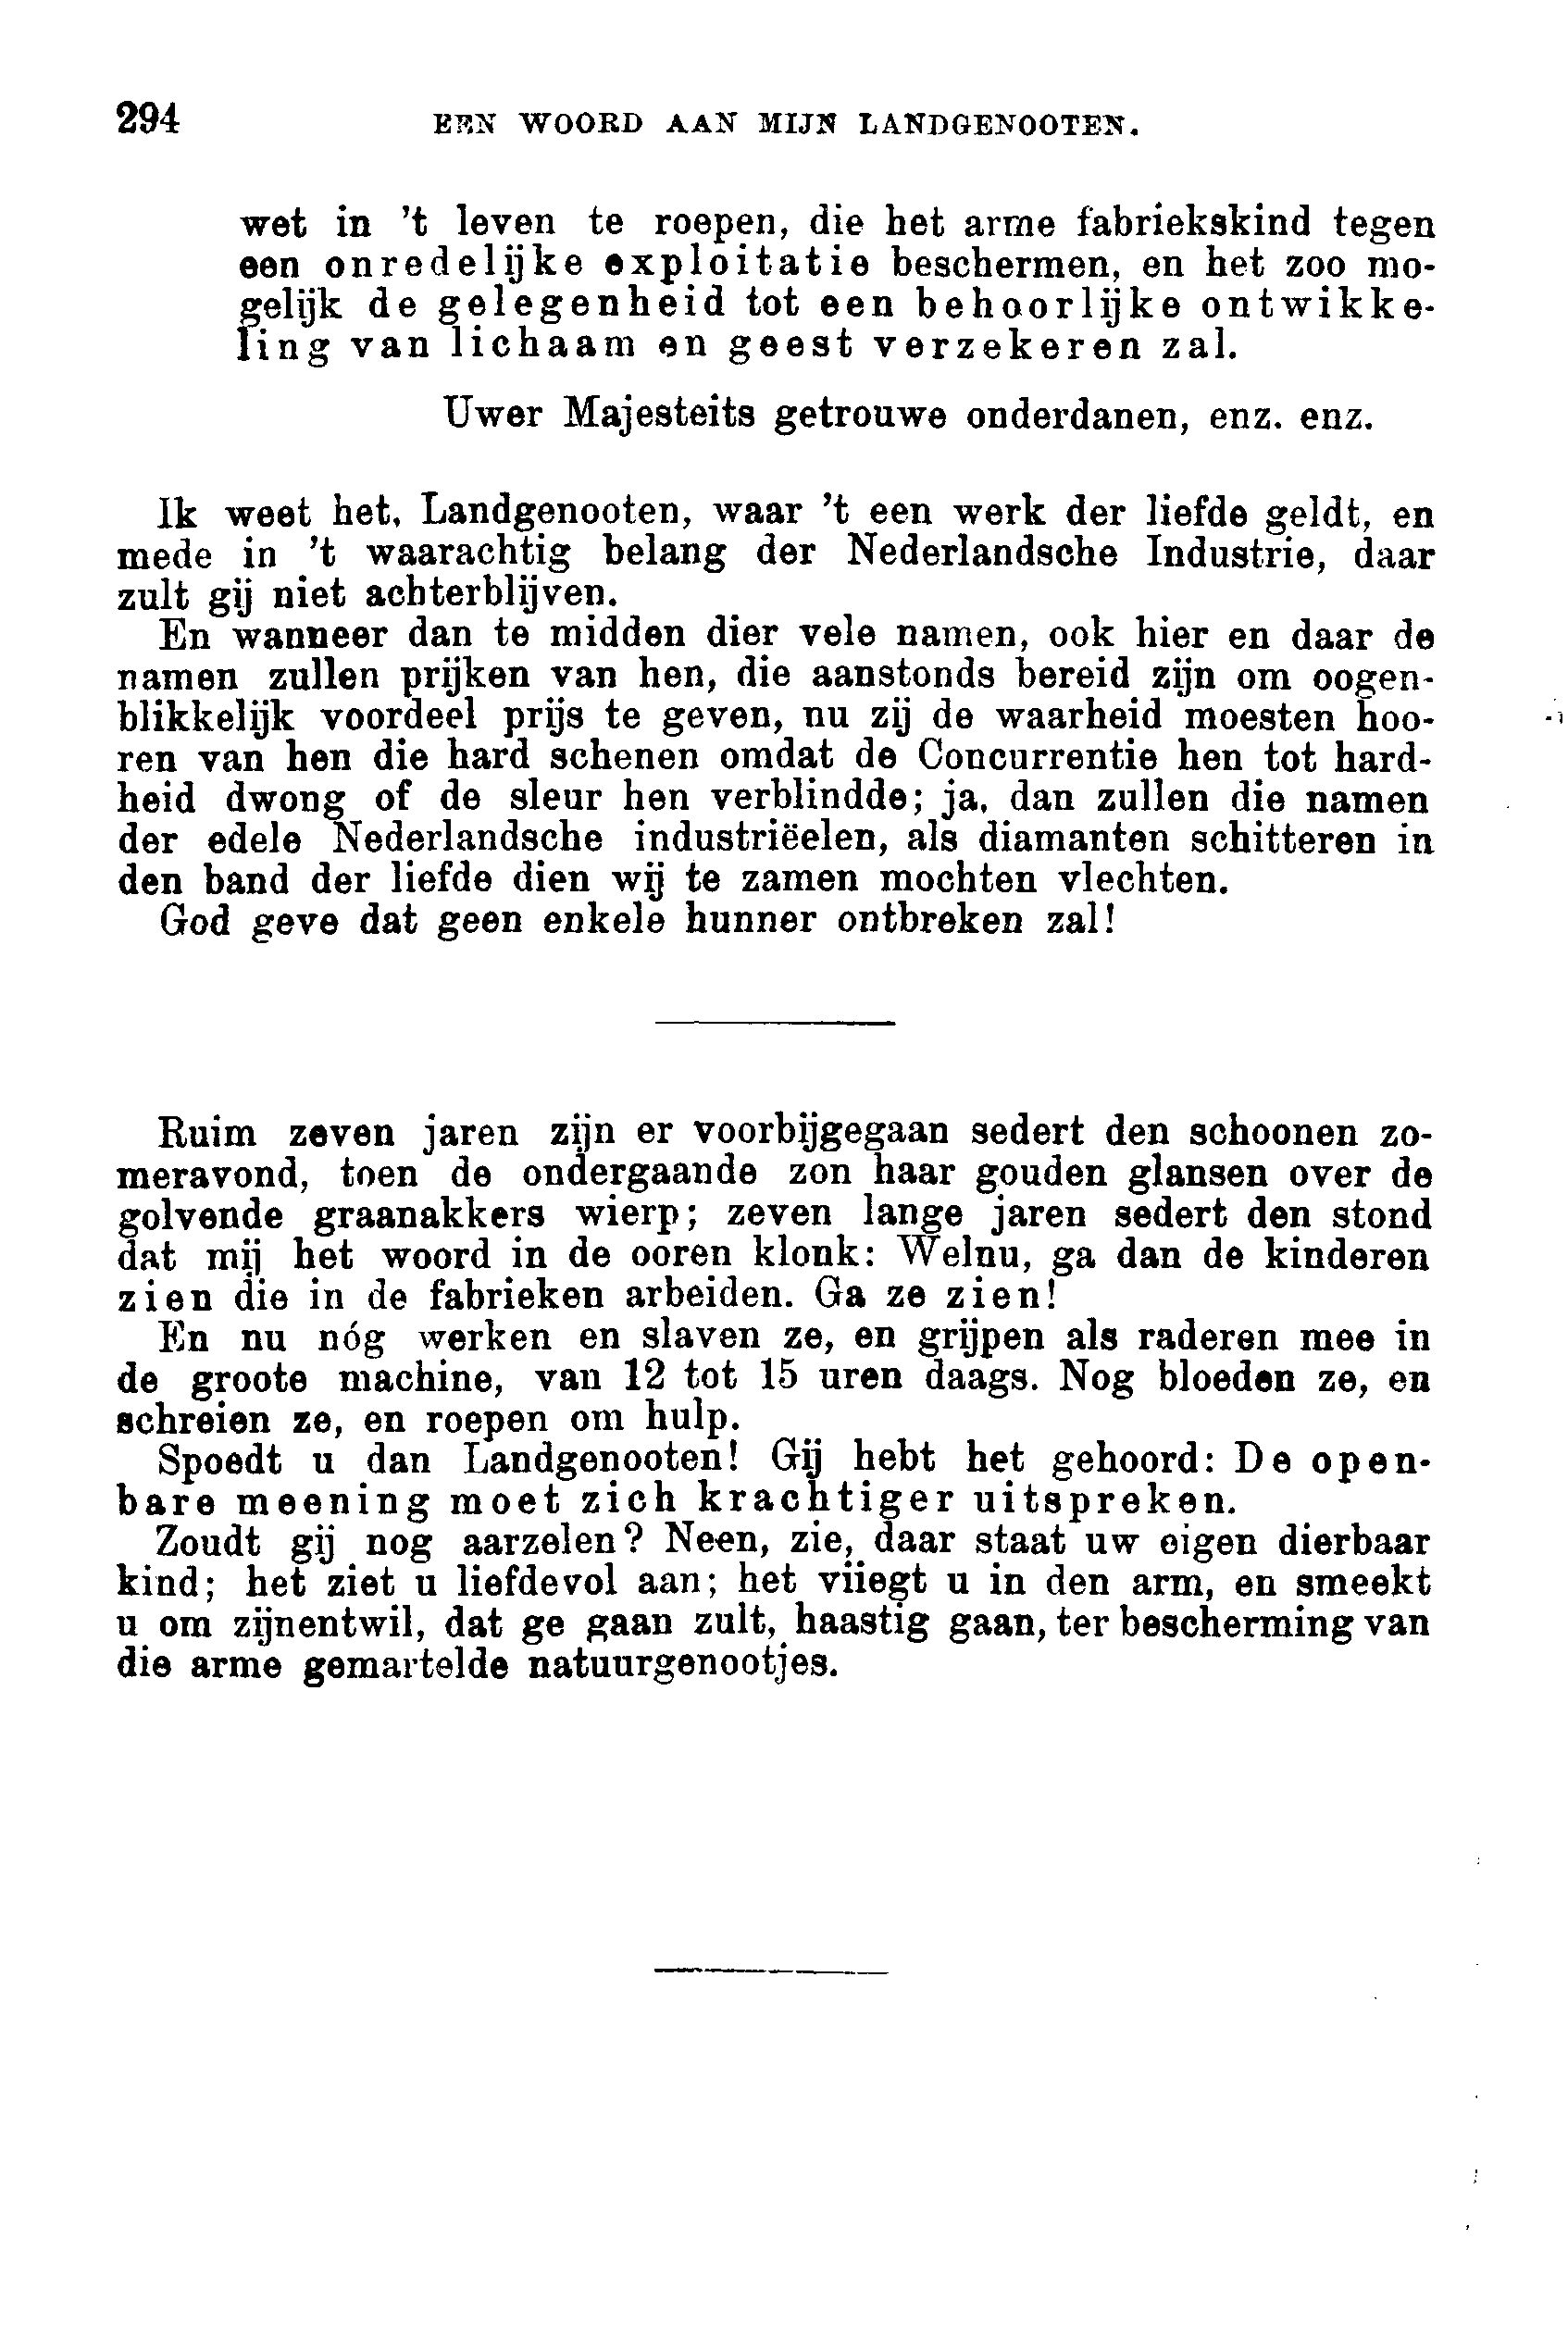 294 EEN WOORD AAN MIJN LANDGENOOTEN.
wet in 't leven te roepen, die het arme fabriekskind tegen
een onredelijke exploitatie beschermen, en het zoo mo-
gelijk de gelegenheid tot een behoorlijke ontwikke-
ling van lichaam en geest verzekeren zal.
Uwer Majesteits getrouwe onderdanen, enz. enz.
Ik weet het, Landgenooten, waar 't een werk der liefde geldt, en
mede in 't waarachtig belang der Nederlandsche Industrie, daar
zult gij niet achterblijven.
En wanneer dan te midden dier vele namen, ook hier en daar de
namen zullen prijken van hen, die aanstonds bereid zijn om oogen-
blikkelijk voordeel prijs te geven, nu zij de waarheid moesten hoo-
ren van hen die hard schenen omdat de Concurrentie hen tot hard-
heid dwong of de sleur hen verblindde; ja, dan zullen die namen
der edele Nederlandsche industriëelen, als diamanten schitteren in
den band der liefde dien wij te zamen mochten vlechten.
God geve dat geen enkele hunner ontbreken zal!
Ruim zeven jaren zijn er voorbijgegaan sedert den schoonen zo-
meravond, toen de ondergaande zon haar gouden glansen over de
golvende graanakkers wierp; zeven lange jaren sedert den stond
dat mij het woord in de ooren klonk: Welnu, ga dan de kinderen
zien die in de fabrieken arbeiden. Ga ze zien!
En nu nóg werken en slaven ze, en grijpen als raderen mee in
de groote machine, van 12 tot 15 uren daags. Nog bloeden ze, en
schreien ze, en roepen om hulp.
Spoedt u dan Landgenooten! Gij hebt het gehoord: De open-
bare meening moet zich krachtiger uitspreken.
Zoudt gij nog aarzelen? Neen, zie, daar staat uw eigen dierbaar
kind; het ziet u liefdevol aan; het vliegt u in den arm, en smeekt
u om zijnentwil, dat ge gaan zult, haastig gaan, ter bescherming van
die arme gemartelde natuurgenootjes.